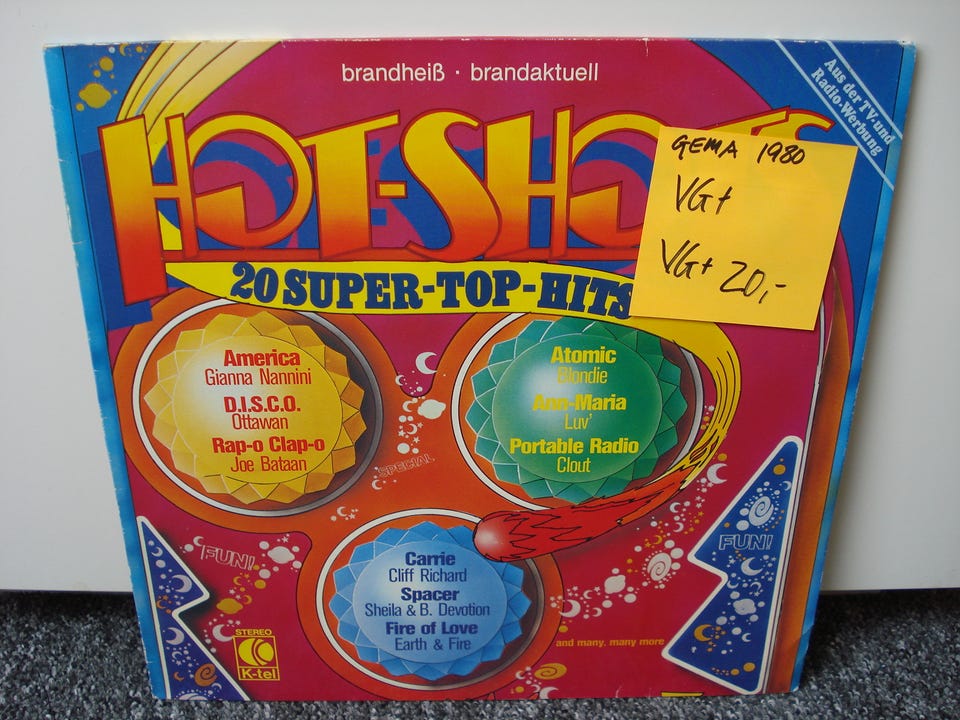 brandheiß · brandaktuell
Aus der TV- und
Radio-Werbung
HOT-SHOTS
GEMA 1980
VG+
VG+ 20,-
20 SUPER-TOP-HITS
America
Gianna Nannini
D.I.S.C.O.
Ottawan
Rap-o Clap-o
Joe Bataan
Atomic
Blondie
Ann-Maria
Luv'
Portable Radio
Clout
SPECIAL
FUN!
FUN!
Carrie
Cliff Richard
Spacer
Sheila & B. Devotion
Fire of Love
Earth & Fire
and many, many more
STEREO
K-tel